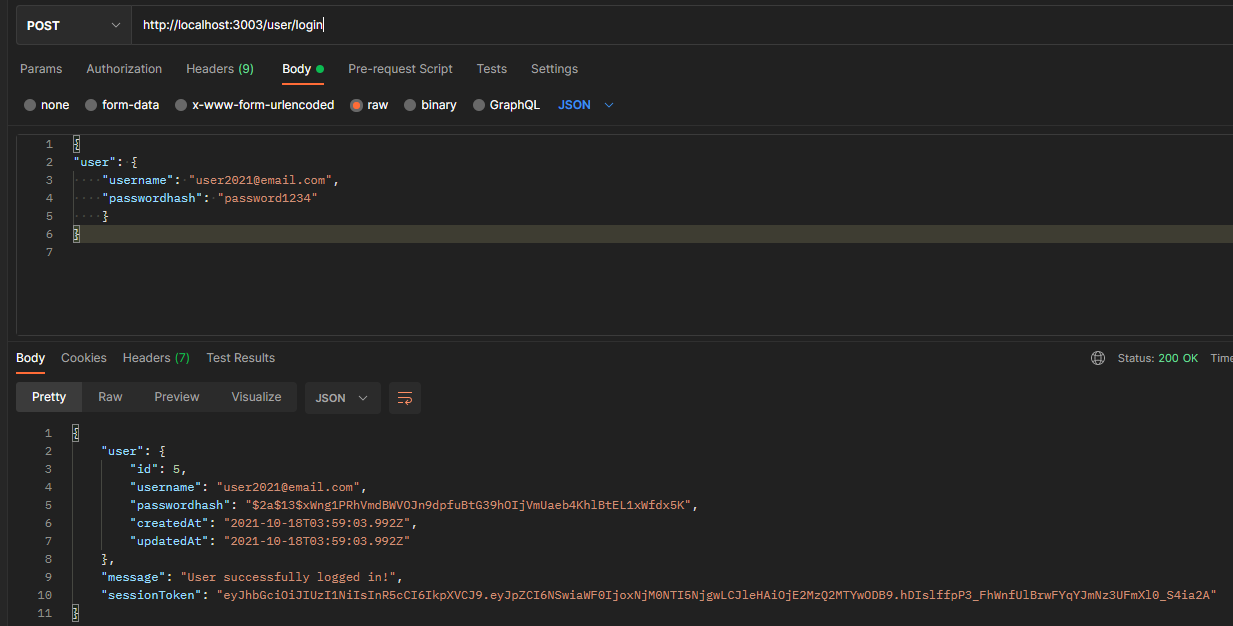 POST http://localhost:3003/user/login
Params Authorization Headers (9) Body Pre-request Script Tests Settings
none form-data x-www-form-urlencoded raw binary GraphQL JSON
1 {
2 "user": {
3 "username": "user2021@email.com",
4 "passwordhash": "password1234"
5 }
6 }
7
Body Cookies Headers (7) Test Results Status: 200 OK Time
Pretty Raw Preview Visualize JSON
1 {
2 "user": {
3 "id": 5,
4 "username": "user2021@email.com",
5 "passwordhash": "$2a$13$xWng1PRhVmdBWVOJn9dpfuBtG39hOIjVmUaeb4KhlBtEL1xWfdx5K",
6 "createdAt": "2021-10-18T03:59:03.992Z",
7 "updatedAt": "2021-10-18T03:59:03.992Z"
8 },
9 "message": "User successfully logged in!",
10 "sessionToken": "eyJhbGciOiJIUzI1NiIsInR5cCI6IkpXVCJ9.eyJpZCI6NSwiaWF0IjoxNjM0NTI5NjgwLCJleHAiOjE2MzQ2MTYwODB9.hDIslffpP3_FhWnfUlBrwFYqYJmNz3UFmXl0_S4ia2A"
11 }